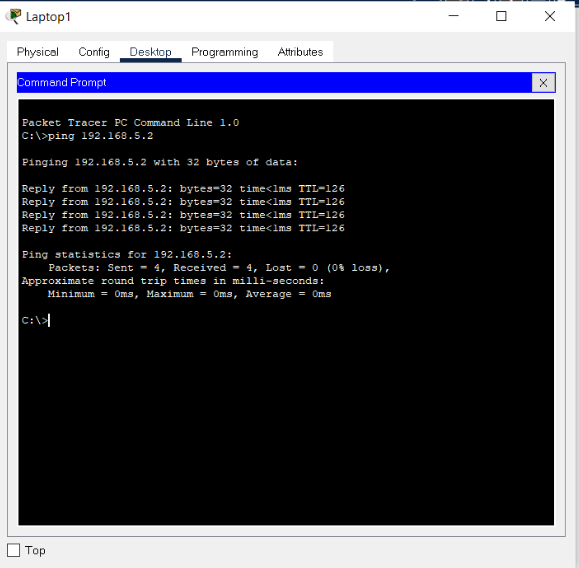 Laptop1
Physical Config Desktop Programming Attributes
Command Prompt X
Packet Tracer PC Command Line 1.0
C:\>ping 192.168.5.2
Pinging 192.168.5.2 with 32 bytes of data:
Reply from 192.168.5.2: bytes=32 time<1ms TTL=126
Reply from 192.168.5.2: bytes=32 time<1ms TTL=126
Reply from 192.168.5.2: bytes=32 time<1ms TTL=126
Reply from 192.168.5.2: bytes=32 time<1ms TTL=126
Ping statistics for 192.168.5.2:
Packets: Sent = 4, Received = 4, Lost = 0 (0% loss),
Approximate round trip times in milli-seconds:
Minimum = 0ms, Maximum = 0ms, Average = 0ms
C:\>
Top